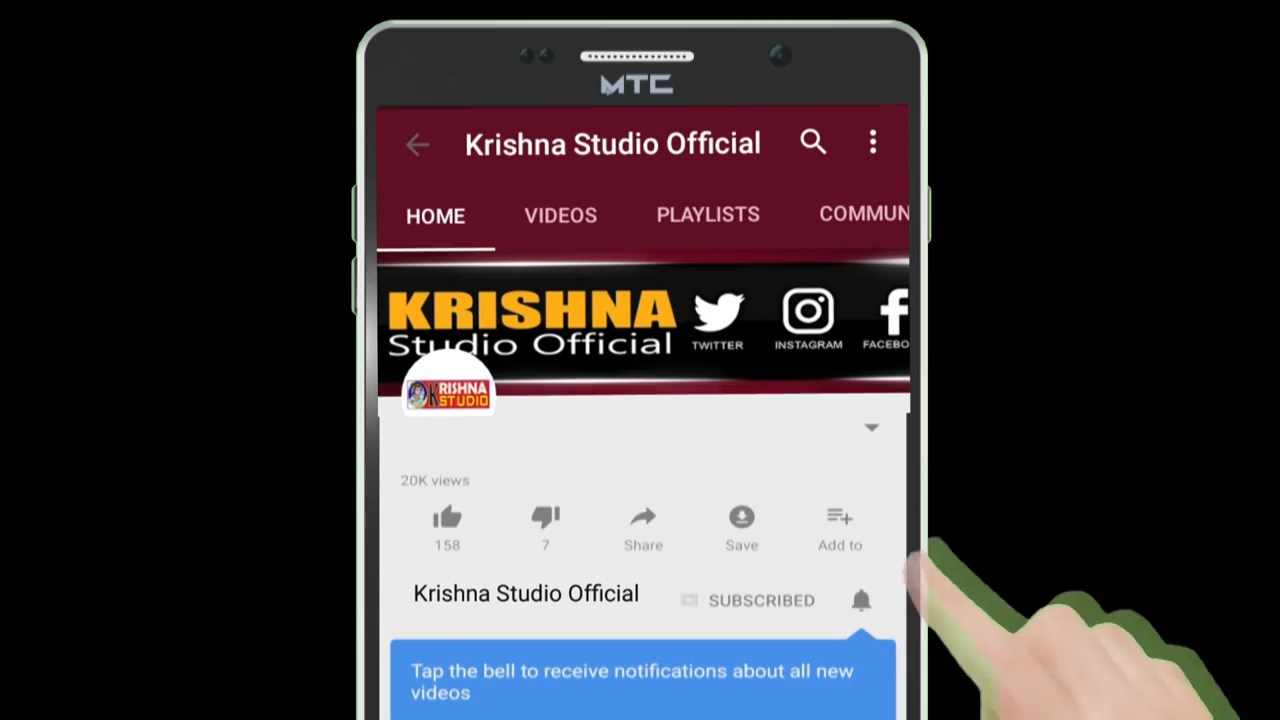 MTC
Krishna Studio Official
HOME VIDEOS PLAYLISTS COMMUN
KRISHNA
Studio Official
TWITTER INSTAGRAM FACEBO
KRISHNA
STUDIO
20K views
158 7 Share Save Add to
Krishna Studio Official SUBSCRIBED
Tap the bell to receive notifications about all new
videos